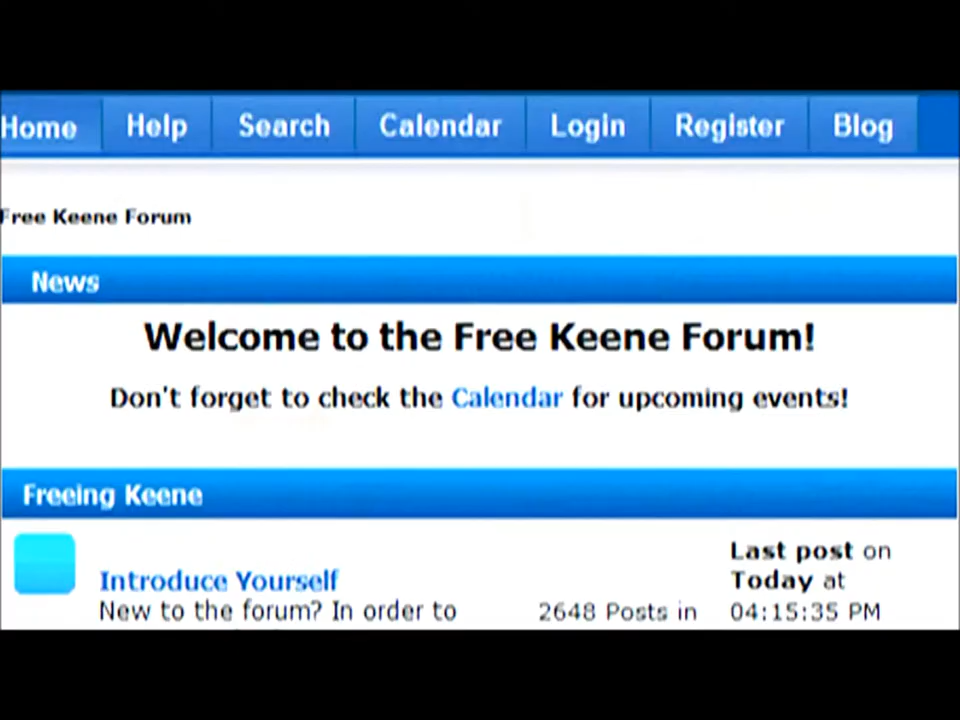 Home Help Search Calendar Login Register Blog
Free Keene Forum
News
Welcome to the Free Keene Forum!
Don't forget to check the Calendar for upcoming events!
Freeing Keene
Introduce Yourself
New to the forum? In order to
2648 Posts in
Last post on
Today at
04:15:35 PM